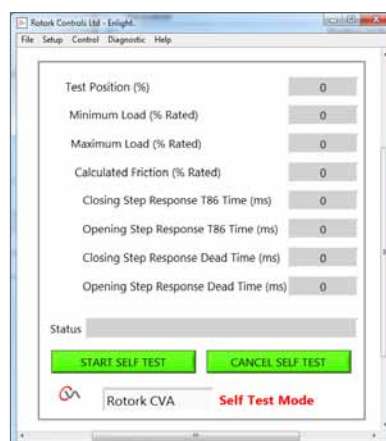 Rotork Controls Ltd - Enlight.
File Setup Control Diagnostic Help
Test Position (%) 0
Minimum Load (% Rated) 0
Maximum Load (% Rated) 0
Calculated Friction (% Rated) 0
Closing Step Response T86 Time (ms) 0
Opening Step Response T86 Time (ms) 0
Closing Step Response Dead Time (ms) 0
Opening Step Response Dead Time (ms) 0
Status
START SELF TEST CANCEL SELF TEST
Rotork CVA Self Test Mode